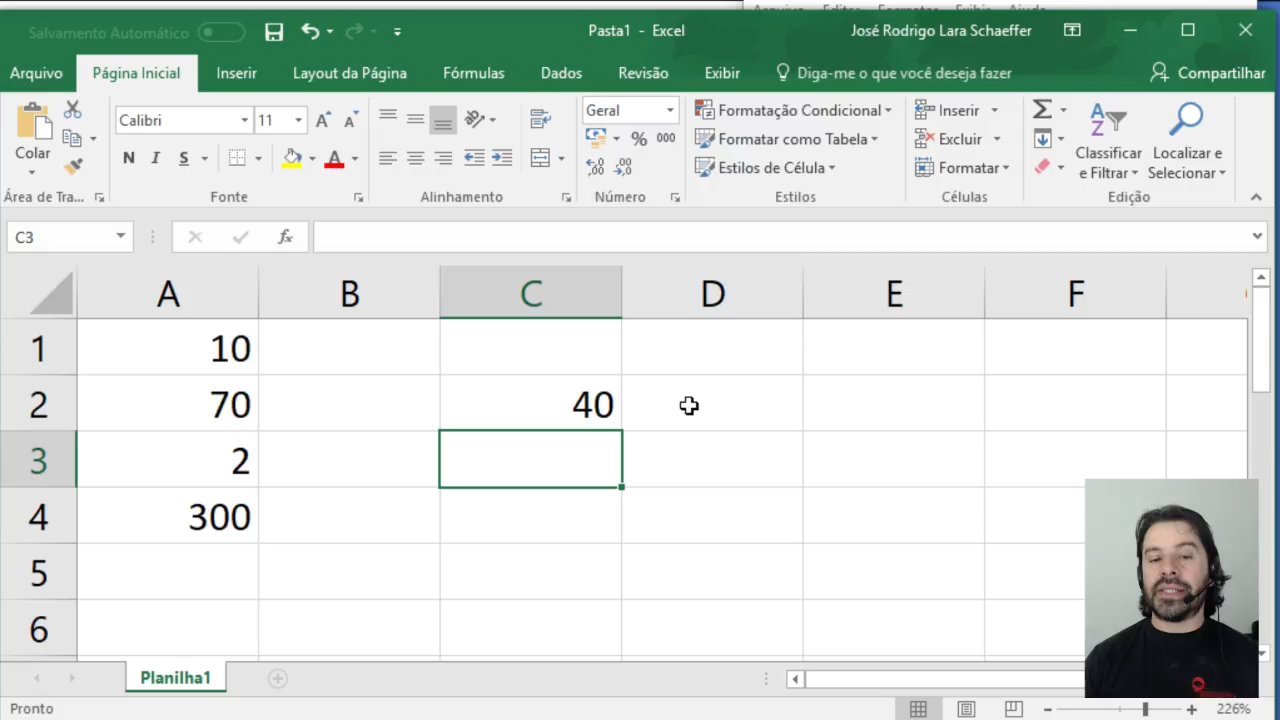 Salvamento Automático
Pasta1 - Excel
José Rodrigo Lara Schaeffer
Arquivo Página Inicial Inserir Layout da Página Fórmulas Dados Revisão Exibir Diga-me o que você deseja fazer Compartilhar
Colar
Calibri 11
N I S A
Geral
% 000
,00
Formatação Condicional
Formatar como Tabela
Estilos de Célula
Inserir
Excluir
Formatar
Σ
Classificar
e Filtrar
Localizar e
Selecionar
Área de Tra... Fonte Alinhamento Número Estilos Células Edição
C3 fx
A B C D E F
1 10
2 70 40
3 2
4 300
5
6
Planilha1
Pronto 226%